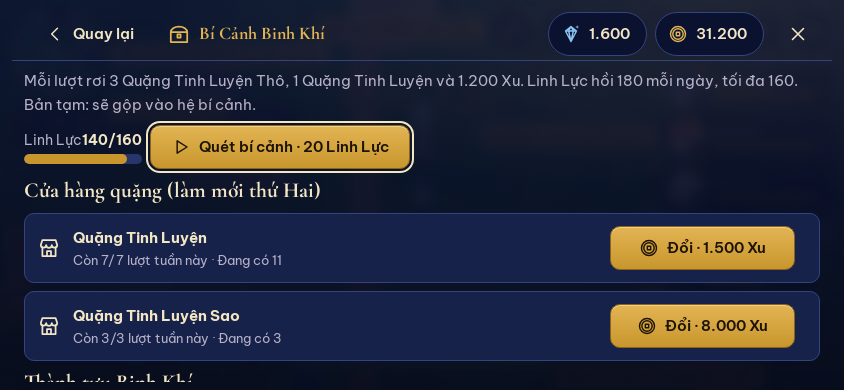 Quay lại
Bí Cảnh Binh Khí
1.600
31.200
Mỗi lượt rơi 3 Quặng Tinh Luyện Thô, 1 Quặng Tinh Luyện và 1.200 Xu. Linh Lực hồi 180 mỗi ngày, tối đa 160.
Bản tạm: sẽ gộp vào hệ bí cảnh.
Linh Lực 140/160
Quét bí cảnh · 20 Linh Lực
Cửa hàng quặng (làm mới thứ Hai)
Quặng Tinh Luyện
Còn 7/7 lượt tuần này · Đang có 11
Đổi · 1.500 Xu
Quặng Tinh Luyện Sao
Còn 3/3 lượt tuần này · Đang có 3
Đổi · 8.000 Xu
Thành tựu Binh Khí